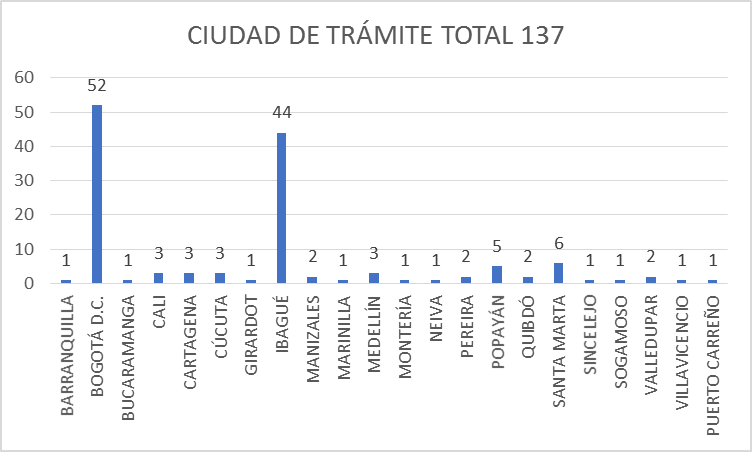 CIUDAD DE TRÁMITE TOTAL 137
60
50
40
30
20
10
0
1
52
1
3
3
3
1
44
2
1
3
1
1
2
5
2
6
1
1
2
1
1
BARRANQUILLA
BOGOTÁ D.C.
BUCARAMANGA
CALI
CARTAGENA
CÚCUTA
GIRARDOT
IBAGUÉ
MANIZALES
MARINILLA
MEDELLÍN
MONTERÍA
NEIVA
PEREIRA
POPAYÁN
QUIBDÓ
SANTA MARTA
SINCELEJO
SOGAMOSO
VALLEDUPAR
VILLAVICENCIO
PUERTO CARREÑO